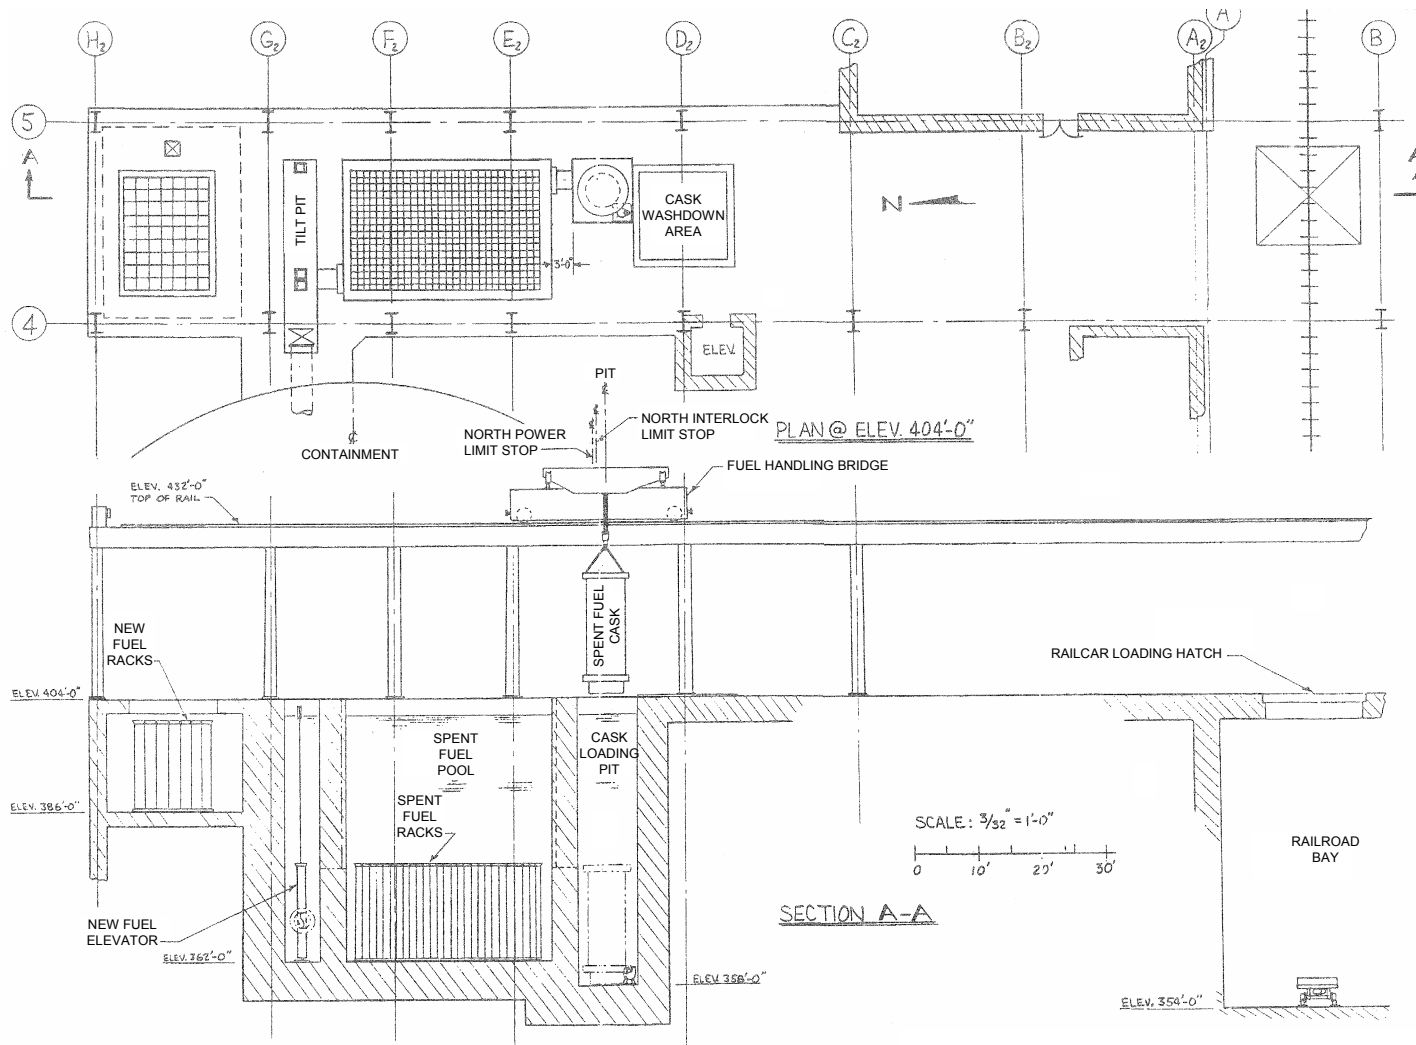 H2 G2 F2 E2 D2 C2 B2 A2 A B
5
A
A
TILT PIT
CASK
WASHDOWN
AREA
N
3'-0"
4
ELEV.
PIT
NORTH INTERLOCK
LIMIT STOP
NORTH POWER
LIMIT STOP
PLAN @ ELEV. 404'-0"
℄
CONTAINMENT
FUEL HANDLING BRIDGE
ELEV. 432'-0"
TOP OF RAIL
SPENT FUEL
CASK
NEW
FUEL
RACKS
RAILCAR LOADING HATCH
ELEV. 404'-0"
SPENT
FUEL
POOL
CASK
LOADING
PIT
ELEV. 386'-0"
SPENT
FUEL
RACKS
SCALE: 3/32" = 1'-0"
0 10' 20' 30'
RAILROAD
BAY
SECTION A-A
NEW FUEL
ELEVATOR
ELEV. 362'-0"
ELEV. 358'-0"
ELEV. 354'-0"